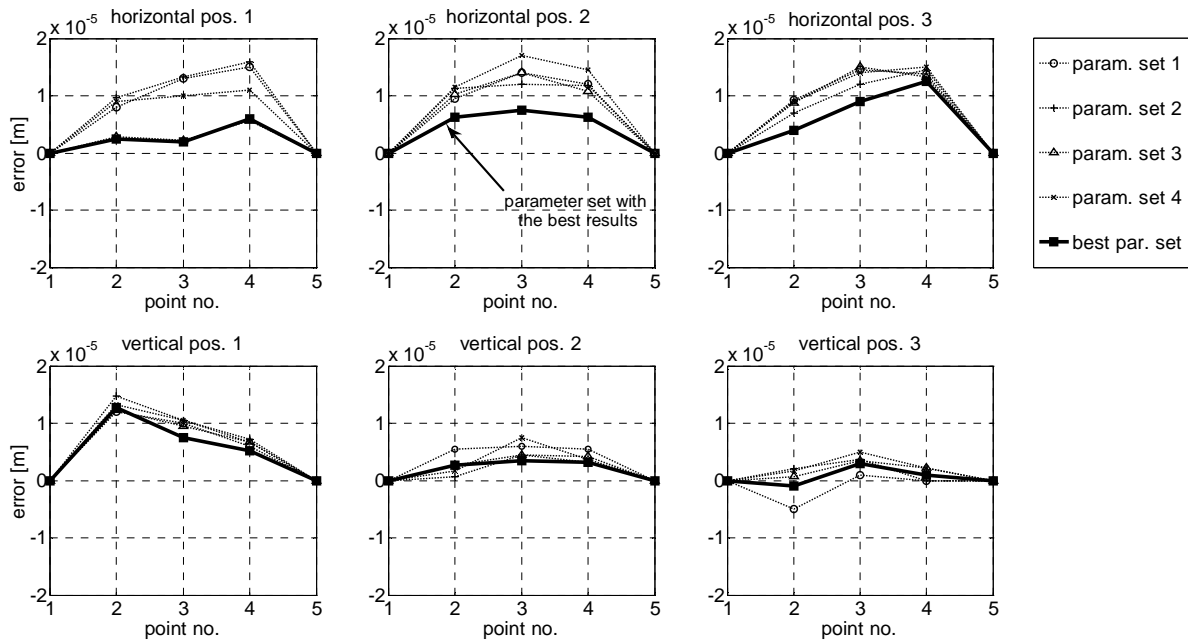 horizontal pos. 1
horizontal pos. 2
horizontal pos. 3
x 10-5
x 10-5
x 10-5
2
1
0
-1
-2
error [m]
1 2 3 4 5
point no.
2
1
0
-1
-2
parameter set with
the best results
1 2 3 4 5
point no.
2
1
0
-1
-2
1 2 3 4 5
point no.
param. set 1
param. set 2
param. set 3
param. set 4
best par. set
vertical pos. 1
vertical pos. 2
vertical pos. 3
x 10-5
x 10-5
x 10-5
2
1
0
-1
-2
error [m]
1 2 3 4 5
point no.
2
1
0
-1
-2
1 2 3 4 5
point no.
2
1
0
-1
-2
1 2 3 4 5
point no.